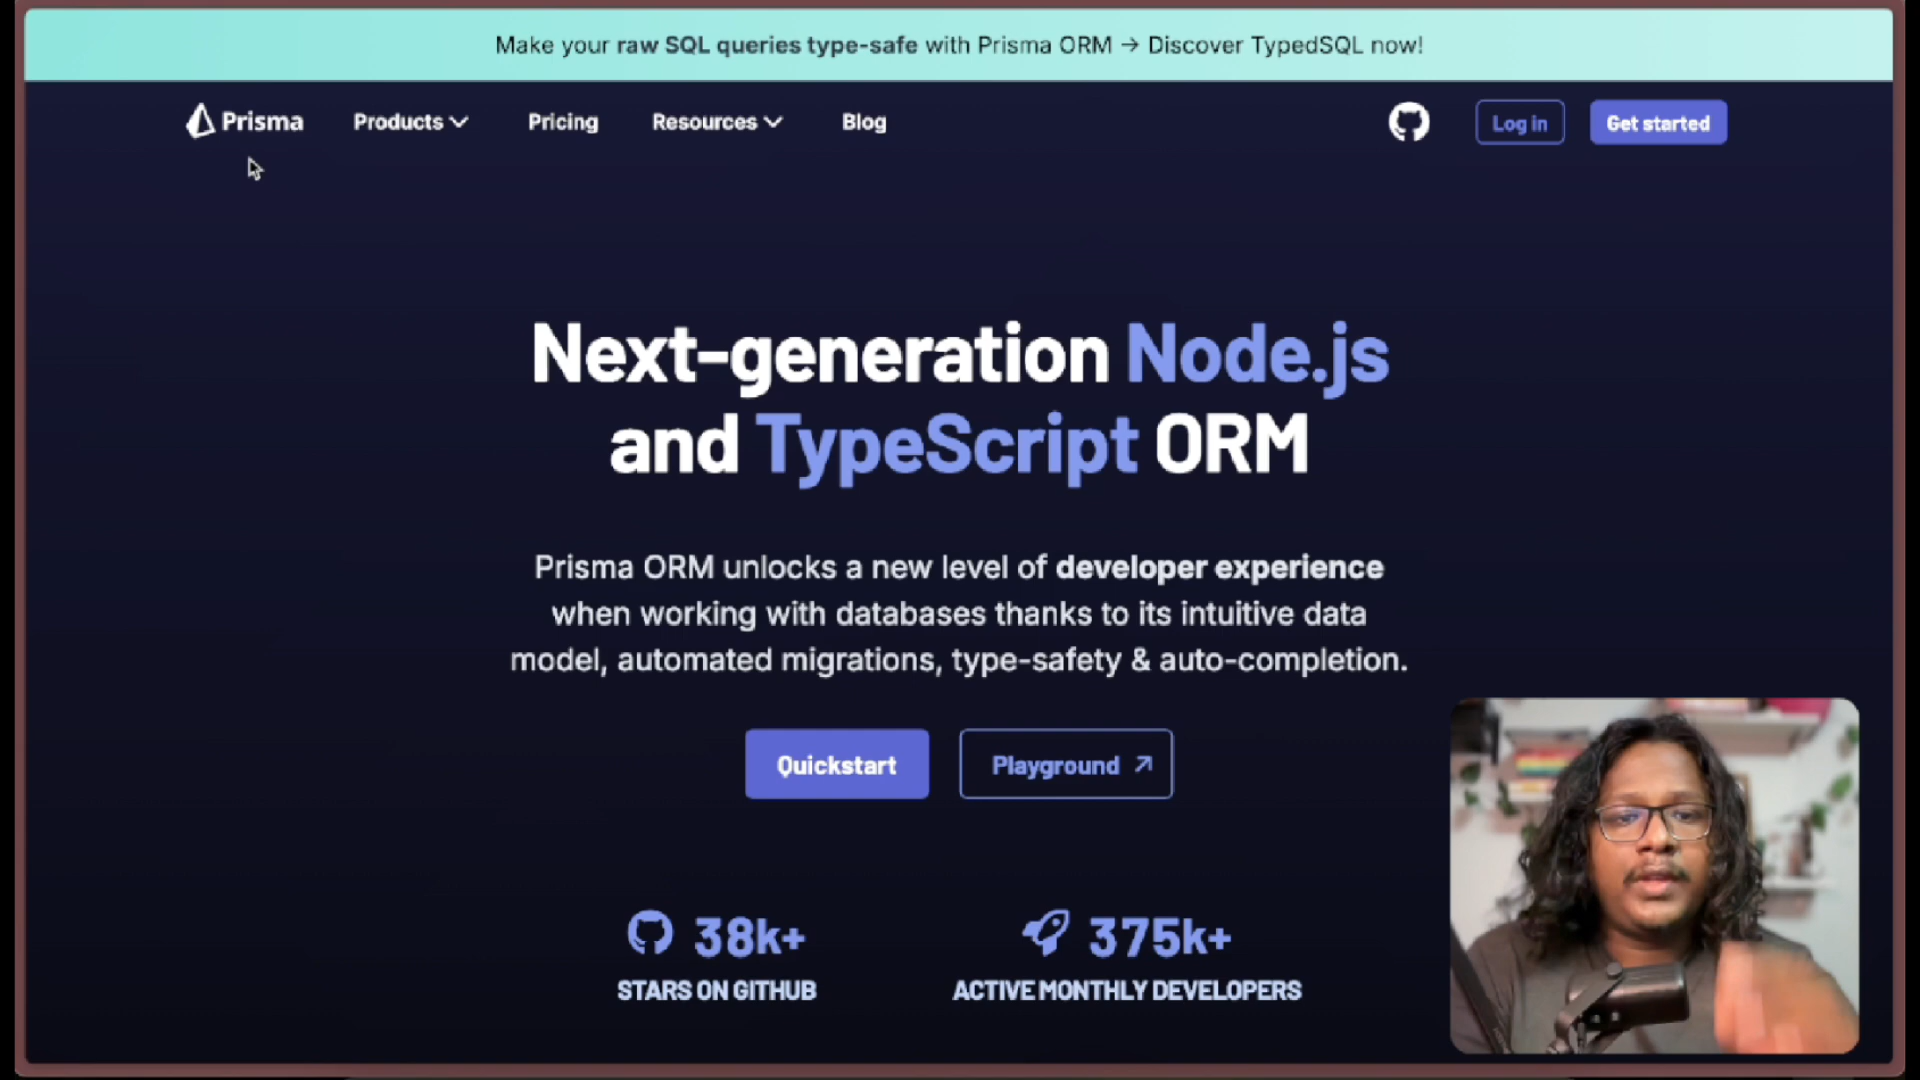 Make your raw SQL queries type-safe with Prisma ORM → Discover TypedSQL now!
Prisma Products Pricing Resources Blog Log in Get started
Next-generation Node.js
and TypeScript ORM
Prisma ORM unlocks a new level of developer experience
when working with databases thanks to its intuitive data
model, automated migrations, type-safety & auto-completion.
Quickstart Playground ↗
38k+ 375k+
STARS ON GITHUB ACTIVE MONTHLY DEVELOPERS